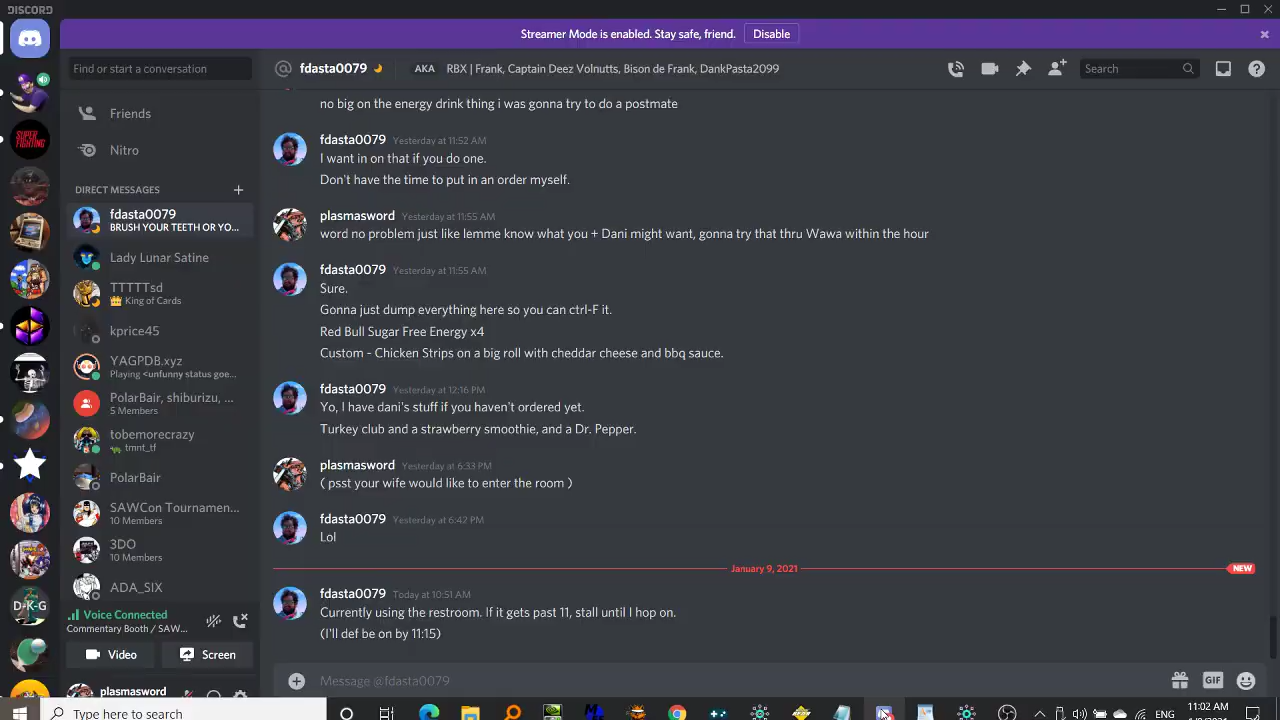 DISCORD
Streamer Mode is enabled. Stay safe, friend.
Disable
Find or start a conversation
fdasta0079
AKA
RBX | Frank, Captain Deez Volnutts, Bison de Frank, DankPasta2099
Search
Friends
Nitro
DIRECT MESSAGES
fdasta0079
BRUSH YOUR TEETH OR YO...
Lady Lunar Satine
TTTTTsd
King of Cards
kprice45
YAGPDB.xyz
Playing <unfunny status goe...
PolarBair, shiburizu, ...
5 Members
tobemorecrazy
tmnt_tf
PolarBair
SAWCon Tournamen...
10 Members
3DO
10 Members
ADA_SIX
SUPER
FIGHTING
D-K-G
Voice Connected
Commentary Booth / SAW...
Video
Screen
plasmasword
no big on the energy drink thing i was gonna try to do a postmate
fdasta0079 Yesterday at 11:52 AM
I want in on that if you do one.
Don't have the time to put in an order myself.
plasmasword Yesterday at 11:55 AM
word no problem just like lemme know what you + Dani might want, gonna try that thru Wawa within the hour
fdasta0079 Yesterday at 11:55 AM
Sure.
Gonna just dump everything here so you can ctrl-F it.
Red Bull Sugar Free Energy x4
Custom - Chicken Strips on a big roll with cheddar cheese and bbq sauce.
fdasta0079 Yesterday at 12:16 PM
Yo, I have dani's stuff if you haven't ordered yet.
Turkey club and a strawberry smoothie, and a Dr. Pepper.
plasmasword Yesterday at 6:33 PM
( psst your wife would like to enter the room )
fdasta0079 Yesterday at 6:42 PM
Lol
January 9, 2021
NEW
fdasta0079 Today at 10:51 AM
Currently using the restroom. If it gets past 11, stall until I hop on.
(I'll def be on by 11:15)
Message @fdasta0079
GIF
Type here to search
11:02 AM